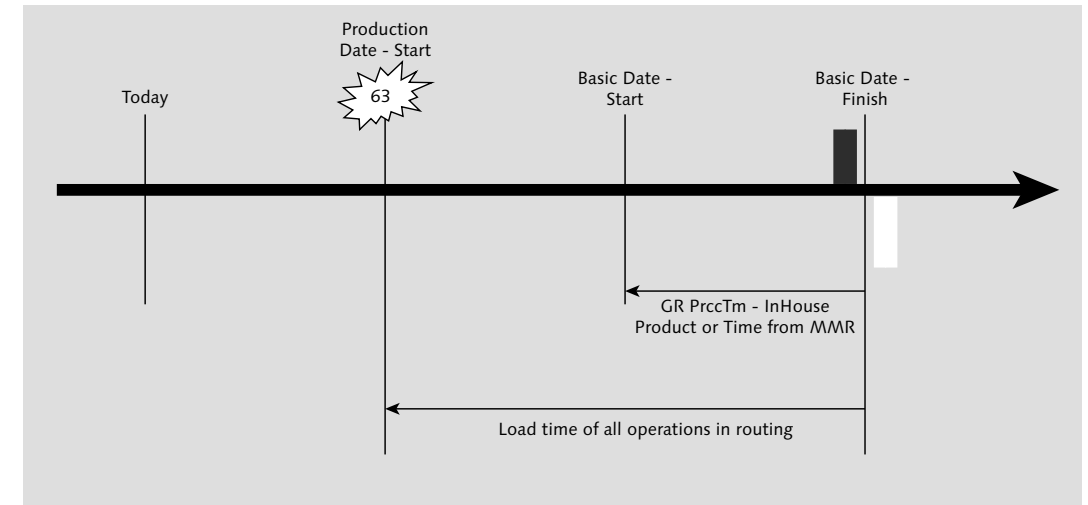 Production
Date - Start
63
Today
Basic Date -
Start
Basic Date -
Finish
GR PrccTm - InHouse
Product or Time from MMR
Load time of all operations in routing